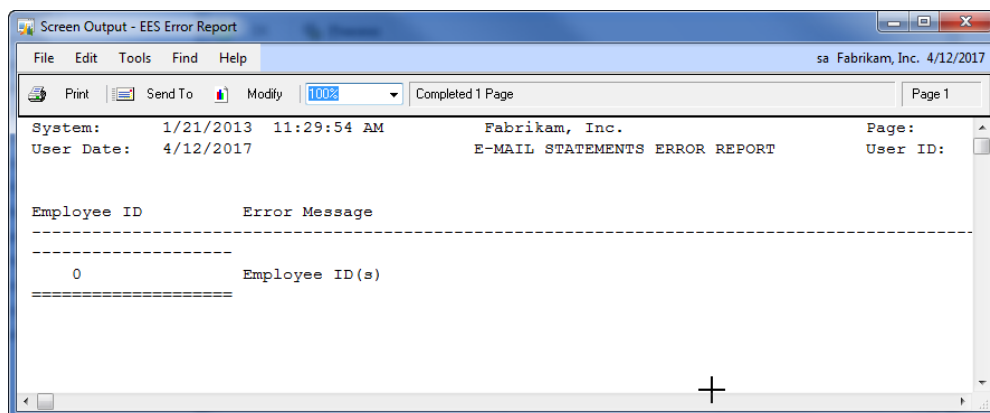 Screen Output - EES Error Report
File Edit Tools Find Help sa Fabrikam, Inc. 4/12/2017
Print Send To Modify 100% Completed 1 Page Page 1
System: 1/21/2013 11:29:54 AM Fabrikam, Inc. Page:
User Date: 4/12/2017 E-MAIL STATEMENTS ERROR REPORT User ID:
Employee ID Error Message
----------------------------------------------------------------------------------------------
--------------------
0 Employee ID(s)
====================